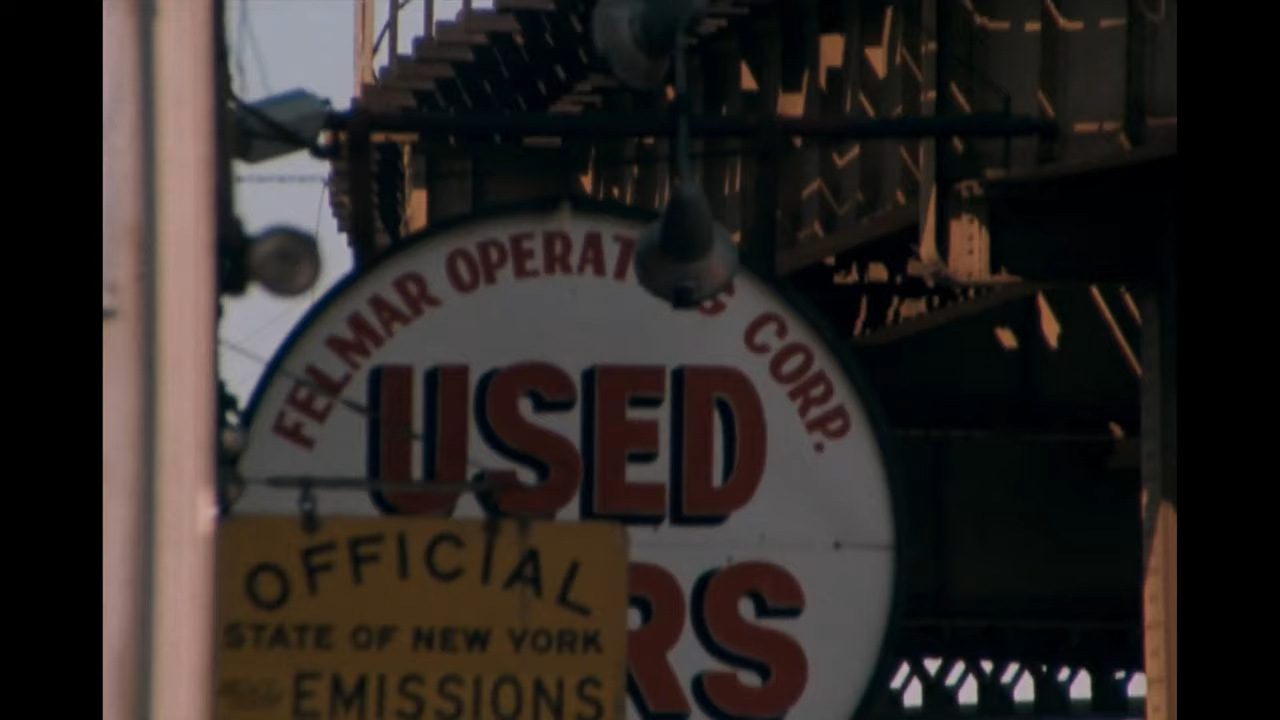 FELMAR OPERAT G CORP.
USED
RS
OFFICIAL
STATE OF NEW YORK
EMISSIONS